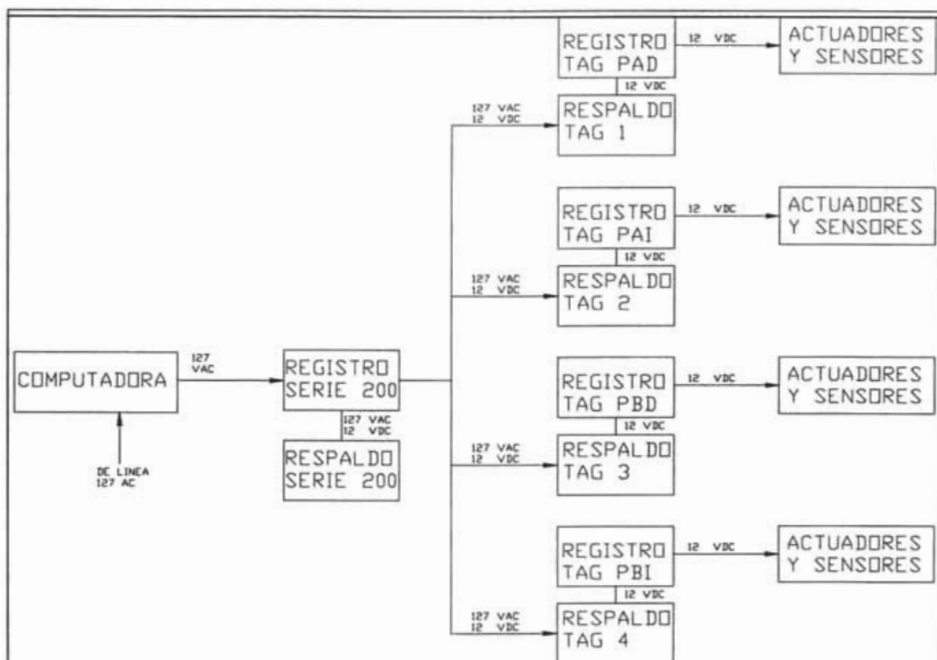 REGISTRO
TAG PAD
12 VDC
ACTUADORES
Y SENSORES
12 VDC
127 VAC
12 VDC
RESPALDO
TAG 1
REGISTRO
TAG PAI
12 VDC
ACTUADORES
Y SENSORES
12 VDC
127 VAC
12 VDC
RESPALDO
TAG 2
COMPUTADORA
127
VAC
REGISTRO
SERIE 200
127 VAC
12 VDC
RESPALDO
SERIE 200
DE LINEA
127 AC
REGISTRO
TAG PBD
12 VDC
ACTUADORES
Y SENSORES
12 VDC
127 VAC
12 VDC
RESPALDO
TAG 3
REGISTRO
TAG PBI
12 VDC
ACTUADORES
Y SENSORES
12 VDC
127 VAC
12 VDC
RESPALDO
TAG 4